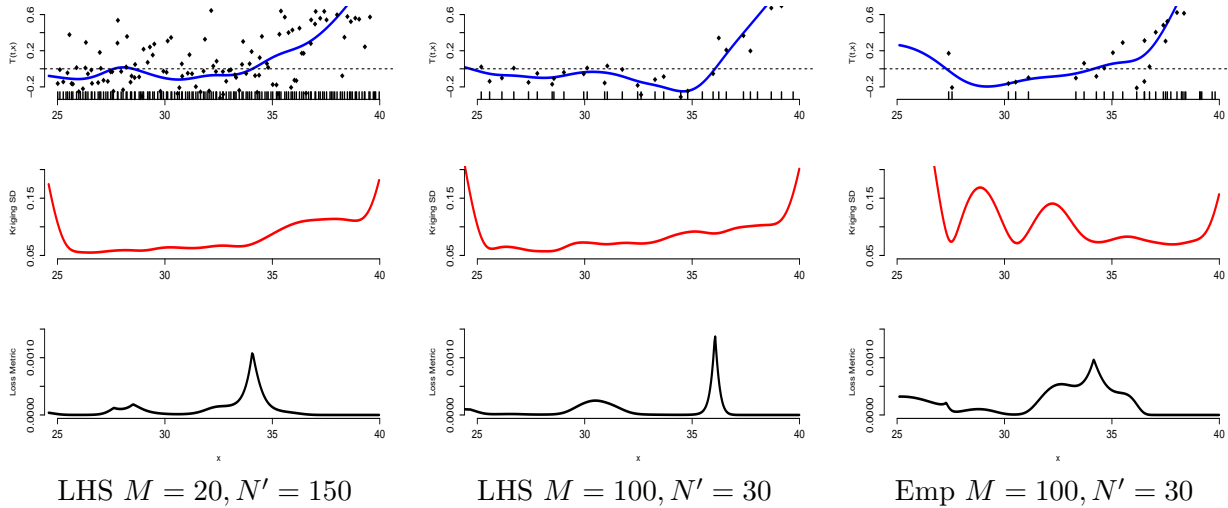 T(t,x)
−0.2 0.2 0.6
25 30 35 40
T(t,x)
−0.2 0.2 0.6
25 30 35 40
T(t,x)
−0.2 0.2 0.6
25 30 35 40
Kriging SD
0.05 0.15
25 30 35 40
Kriging SD
0.05 0.15
25 30 35 40
Kriging SD
0.05 0.15
25 30 35 40
Loss Metric
0.0000 0.0010
25 30 35 40
x
Loss Metric
0.0000 0.0010
25 30 35 40
x
Loss Metric
0.0000 0.0010
25 30 35 40
x
LHS M = 20, N′ = 150
LHS M = 100, N′ = 30
Emp M = 100, N′ = 30